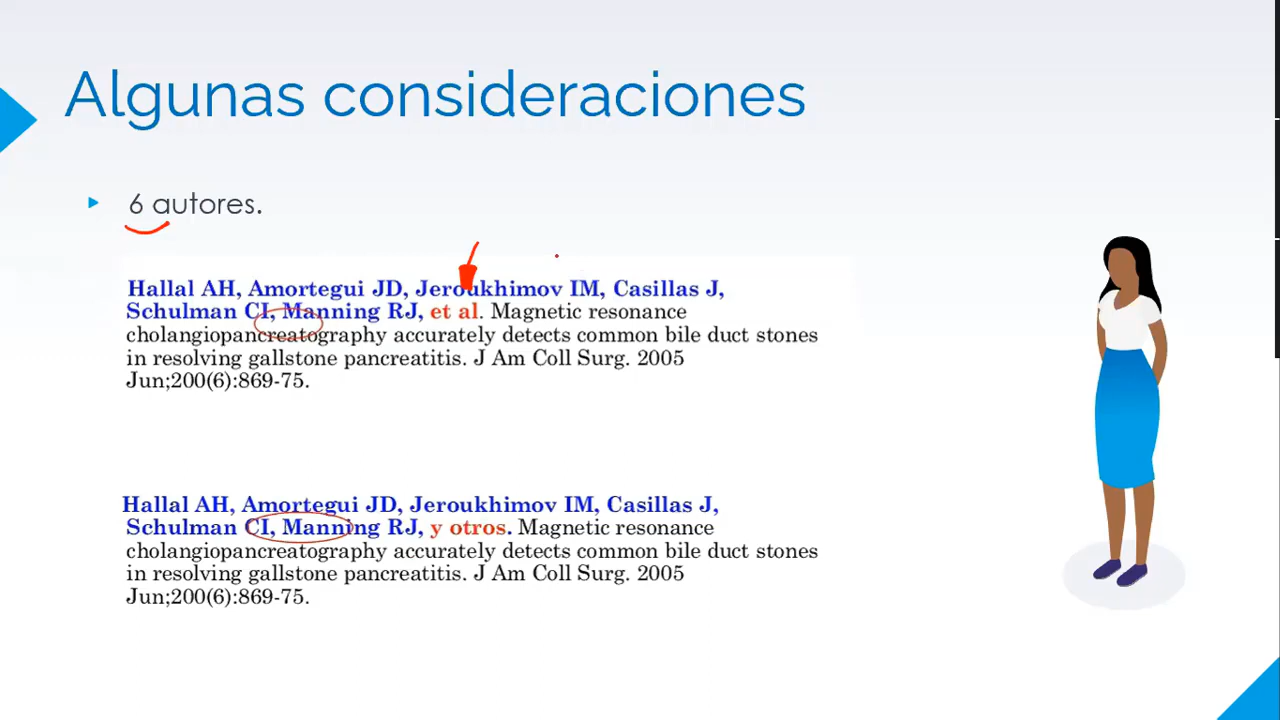 Algunas consideraciones
6 autores.
Hallal AH, Amortegui JD, Jeroukhimov IM, Casillas J,
Schulman CI, Manning RJ, et al. Magnetic resonance
cholangiopancreatography accurately detects common bile duct stones
in resolving gallstone pancreatitis. J Am Coll Surg. 2005
Jun;200(6):869-75.
Hallal AH, Amortegui JD, Jeroukhimov IM, Casillas J,
Schulman CI, Manning RJ, y otros. Magnetic resonance
cholangiopancreatography accurately detects common bile duct stones
in resolving gallstone pancreatitis. J Am Coll Surg. 2005
Jun;200(6):869-75.